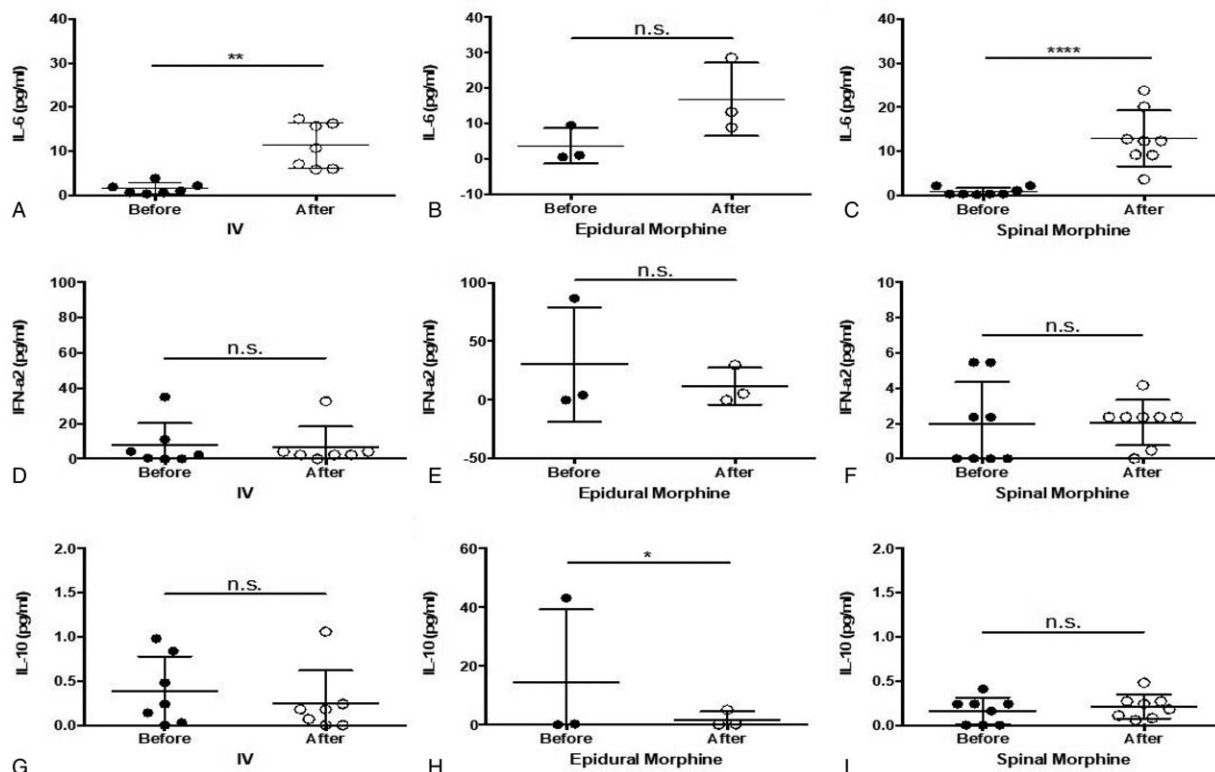 40
30
20
10
0
IL-6 (pg/ml)
**
Before
After
IV
A
40
30
20
10
0
-10
IL-6 (pg/ml)
n.s.
Before
After
Epidural Morphine
B
40
30
20
10
0
IL-6 (pg/ml)
****
Before
After
Spinal Morphine
C
100
80
60
40
20
0
IFN-a2 (pg/ml)
n.s.
Before
After
IV
D
100
50
0
-50
IFN-a2 (pg/ml)
n.s.
Before
After
Epidural Morphine
E
10
8
6
4
2
0
IFN-a2 (pg/ml)
n.s.
Before
After
Spinal Morphine
F
2.0
1.5
1.0
0.5
0.0
IL-10 (pg/ml)
n.s.
Before
After
IV
G
60
40
20
0
IL-10 (pg/ml)
*
Before
After
Epidural Morphine
H
2.0
1.5
1.0
0.5
0.0
IL-10 (pg/ml)
n.s.
Before
After
Spinal Morphine
I